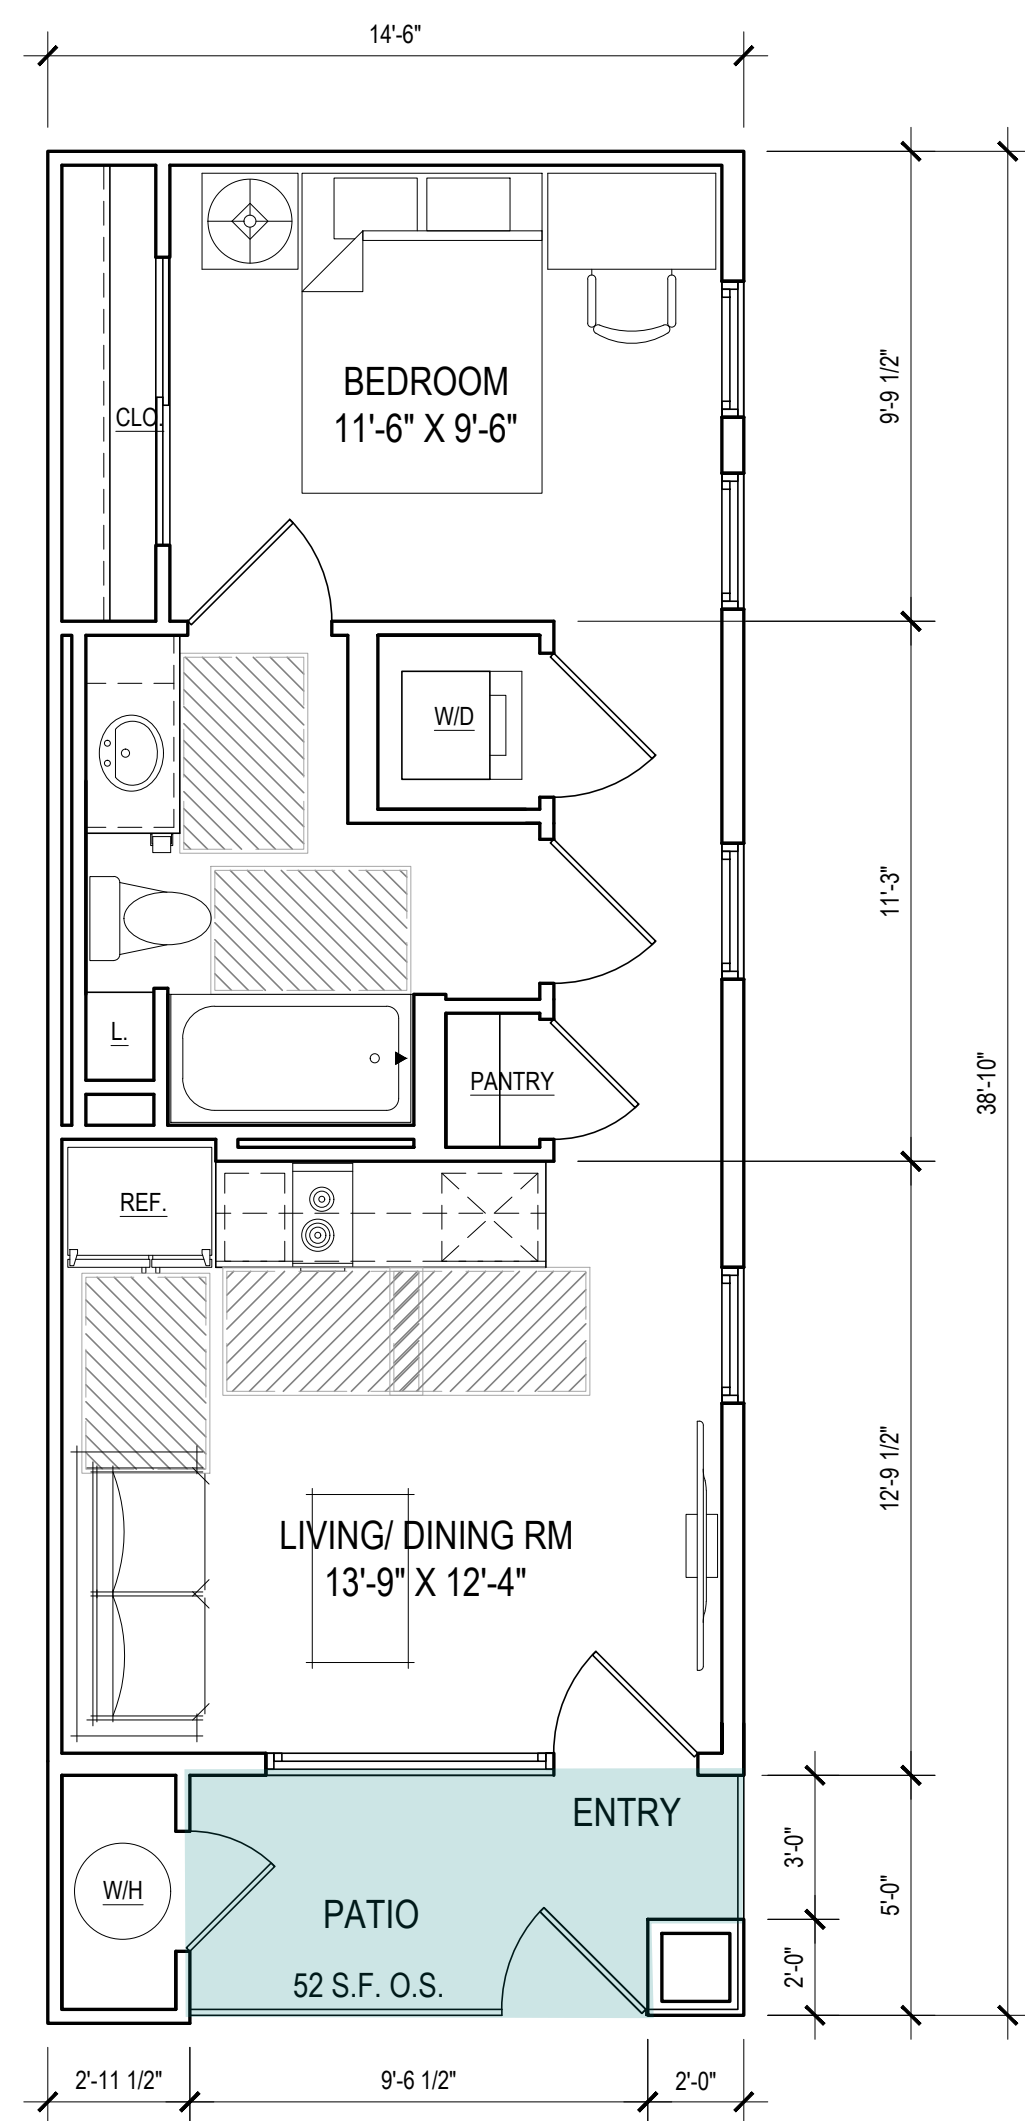 14'-6"
BEDROOM
11'-6" X 9'-6"
CLO.
9'-9 1/2"
W/D
11'-3"
L.
PANTRY
38'-10"
REF.
12'-9 1/2"
LIVING/ DINING RM
13'-9" X 12'-4"
ENTRY
3'-0"
W/H
PATIO
5'-0"
52 S.F. O.S.
2'-0"
2'-11 1/2"
9'-6 1/2"
2'-0"